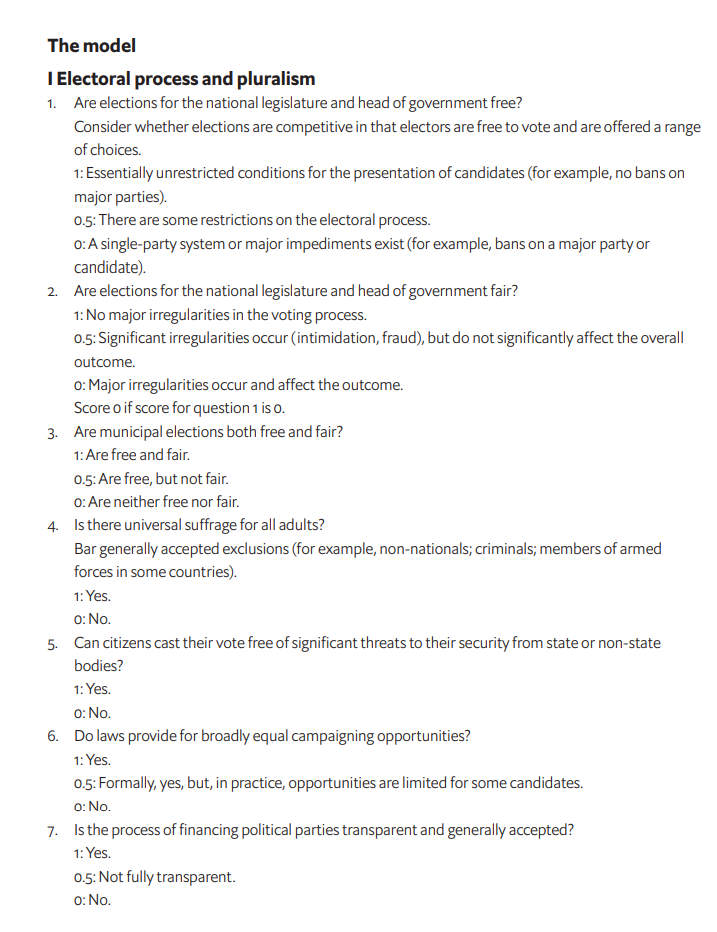 The model
I Electoral process and pluralism
1. Are elections for the national legislature and head of government free?
Consider whether elections are competitive in that electors are free to vote and are offered a range
of choices.
1: Essentially unrestricted conditions for the presentation of candidates (for example, no bans on
major parties).
0.5: There are some restrictions on the electoral process.
0: A single-party system or major impediments exist (for example, bans on a major party or
candidate).
2. Are elections for the national legislature and head of government fair?
1: No major irregularities in the voting process.
0.5: Significant irregularities occur (intimidation, fraud), but do not significantly affect the overall
outcome.
0: Major irregularities occur and affect the outcome.
Score 0 if score for question 1 is 0.
3. Are municipal elections both free and fair?
1: Are free and fair.
0.5: Are free, but not fair.
0: Are neither free nor fair.
4. Is there universal suffrage for all adults?
Bar generally accepted exclusions (for example, non-nationals; criminals; members of armed
forces in some countries).
1: Yes.
0: No.
5. Can citizens cast their vote free of significant threats to their security from state or non-state
bodies?
1: Yes.
0: No.
6. Do laws provide for broadly equal campaigning opportunities?
1: Yes.
0.5: Formally, yes, but, in practice, opportunities are limited for some candidates.
0: No.
7. Is the process of financing political parties transparent and generally accepted?
1: Yes.
0.5: Not fully transparent.
0: No.